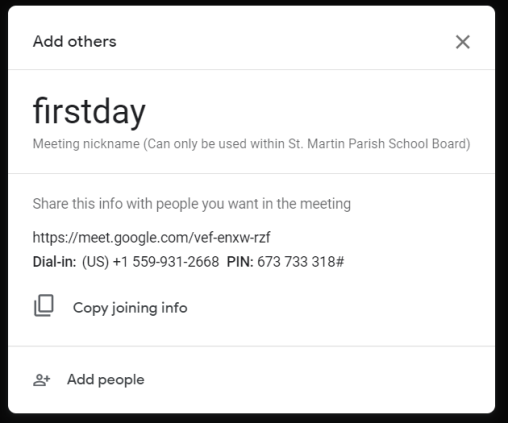 Add others
firstday
Meeting nickname (Can only be used within St. Martin Parish School Board)
Share this info with people you want in the meeting
https://meet.google.com/vef-enxw-rzf
Dial-in: (US) +1 559-931-2668 PIN: 673 733 318#
Copy joining info
Add people